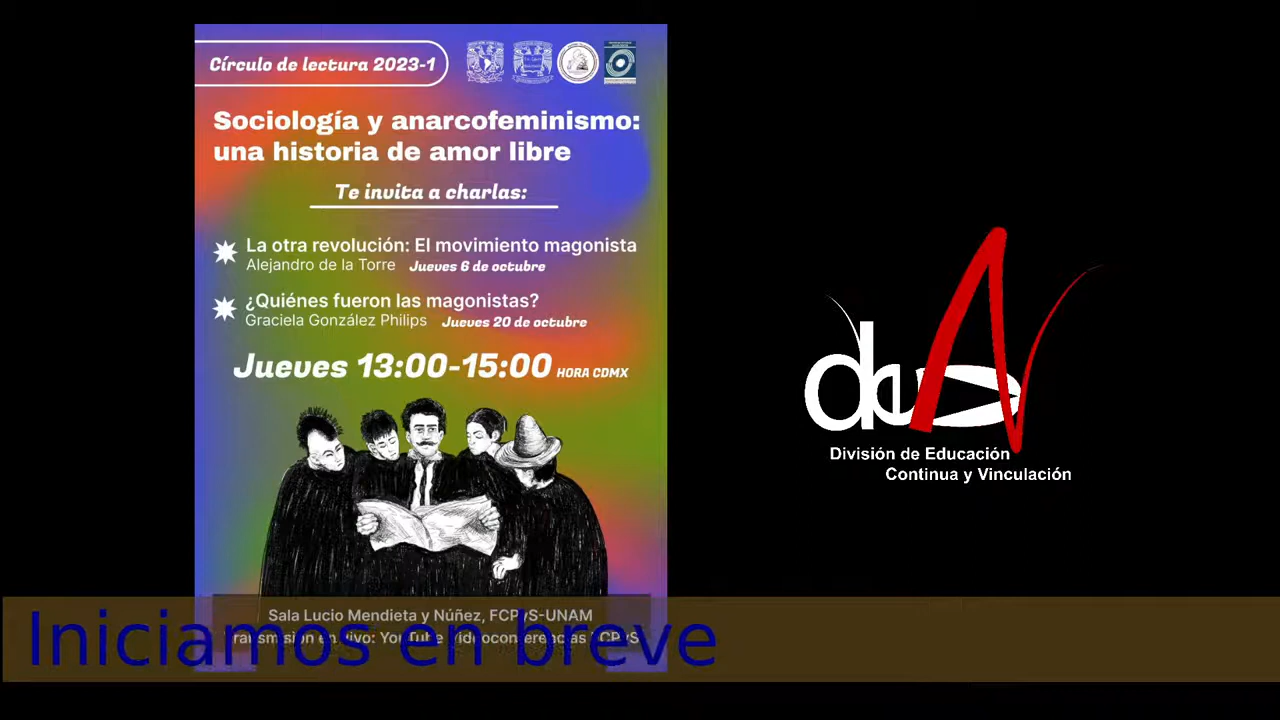 Círculo de lectura 2023-1
Sociología y anarcofeminismo:
una historia de amor libre
Te invita a charlas:
La otra revolución: El movimiento magonista
Alejandro de la Torre Jueves 6 de octubre
¿Quiénes fueron las magonistas?
Graciela González Philips Jueves 20 de octubre
Jueves 13:00-15:00 HORA CDMX
Sala Lucio Mendieta y Núñez, FCPyS-UNAM
en vivo: YouTube
Iniciamos en breve
División de Educación
Continua y Vinculación